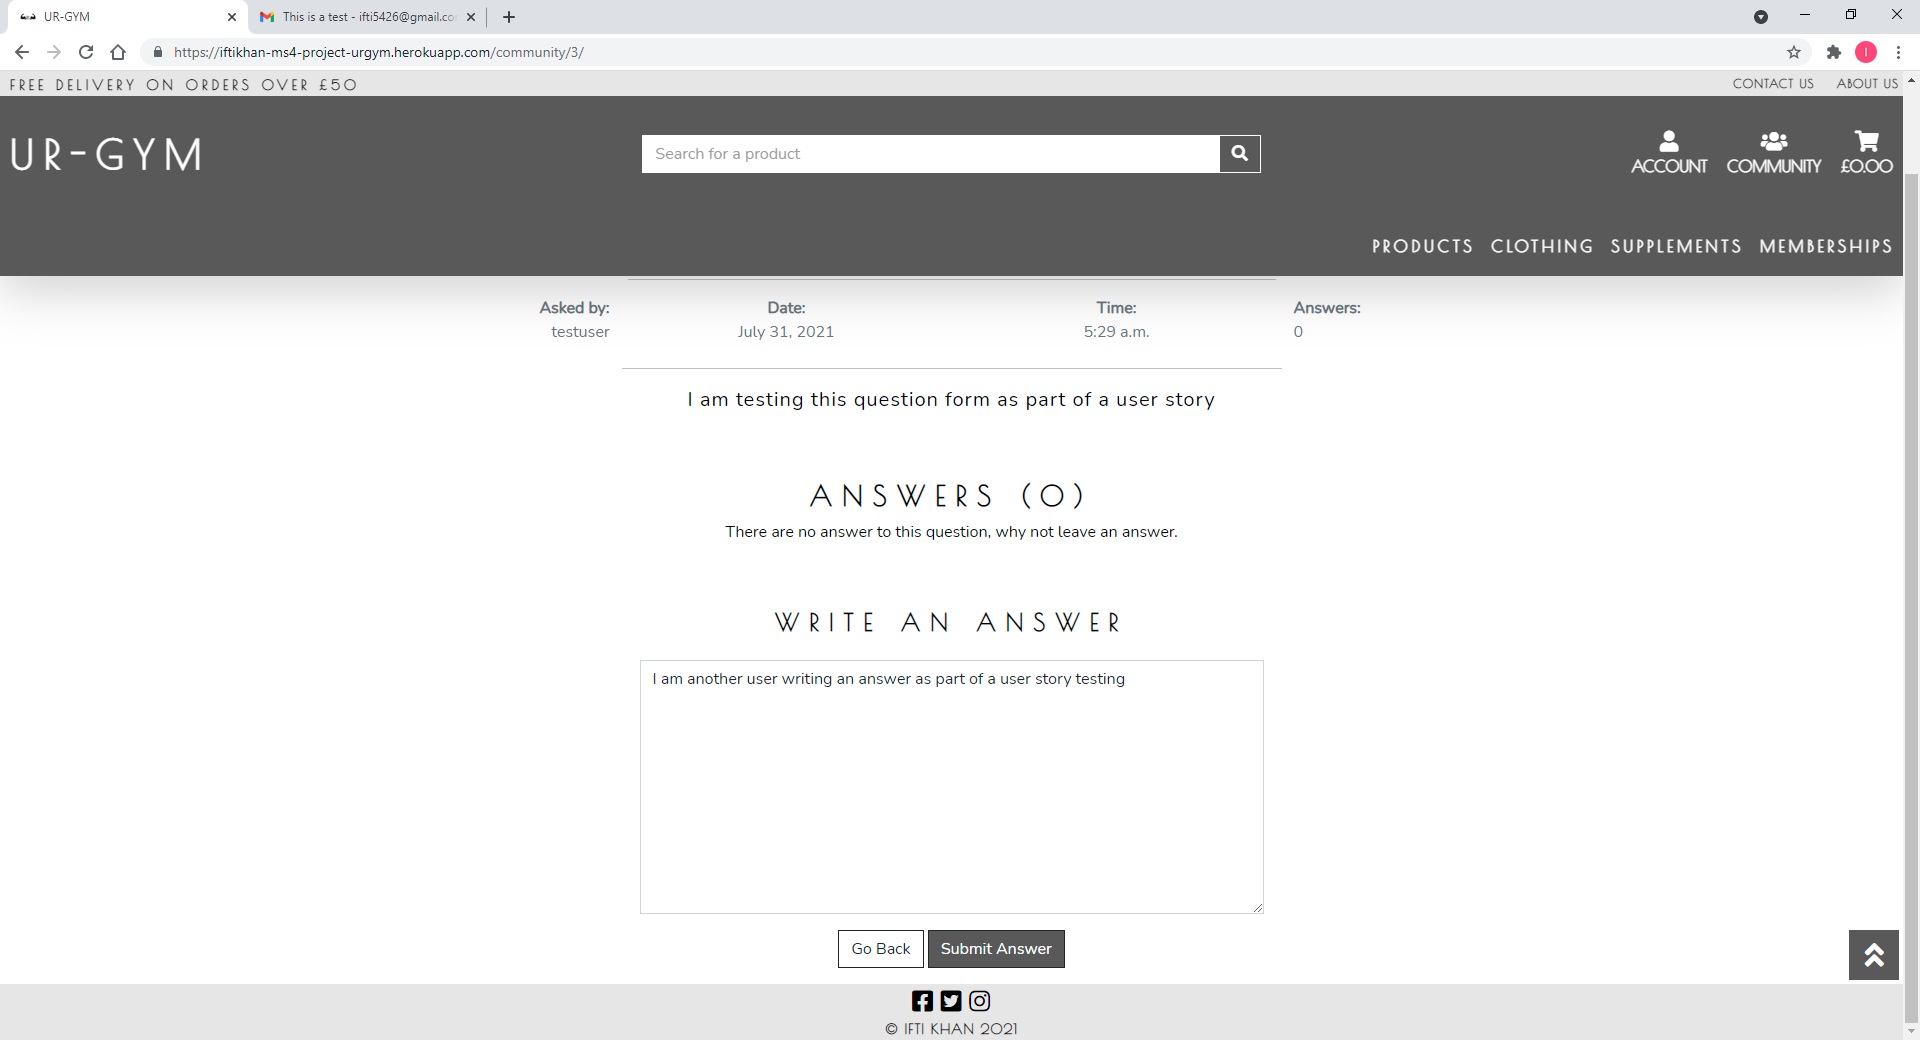 UR-GYM
This is a test - ifti5426@gmail.co
https://iftikhan-ms4-project-urgym.herokuapp.com/community/3/
I
FREE DELIVERY ON ORDERS OVER £50
CONTACT US ABOUT US
UR-GYM
Search for a product
ACCOUNT COMMUNITY £0.00
PRODUCTS CLOTHING SUPPLEMENTS MEMBERSHIPS
Asked by: Date: Time: Answers:
testuser July 31, 2021 5:29 a.m. 0
I am testing this question form as part of a user story
ANSWERS (0)
There are no answer to this question, why not leave an answer.
WRITE AN ANSWER
I am another user writing an answer as part of a user story testing
Go Back Submit Answer
© IFTI KHAN 2021